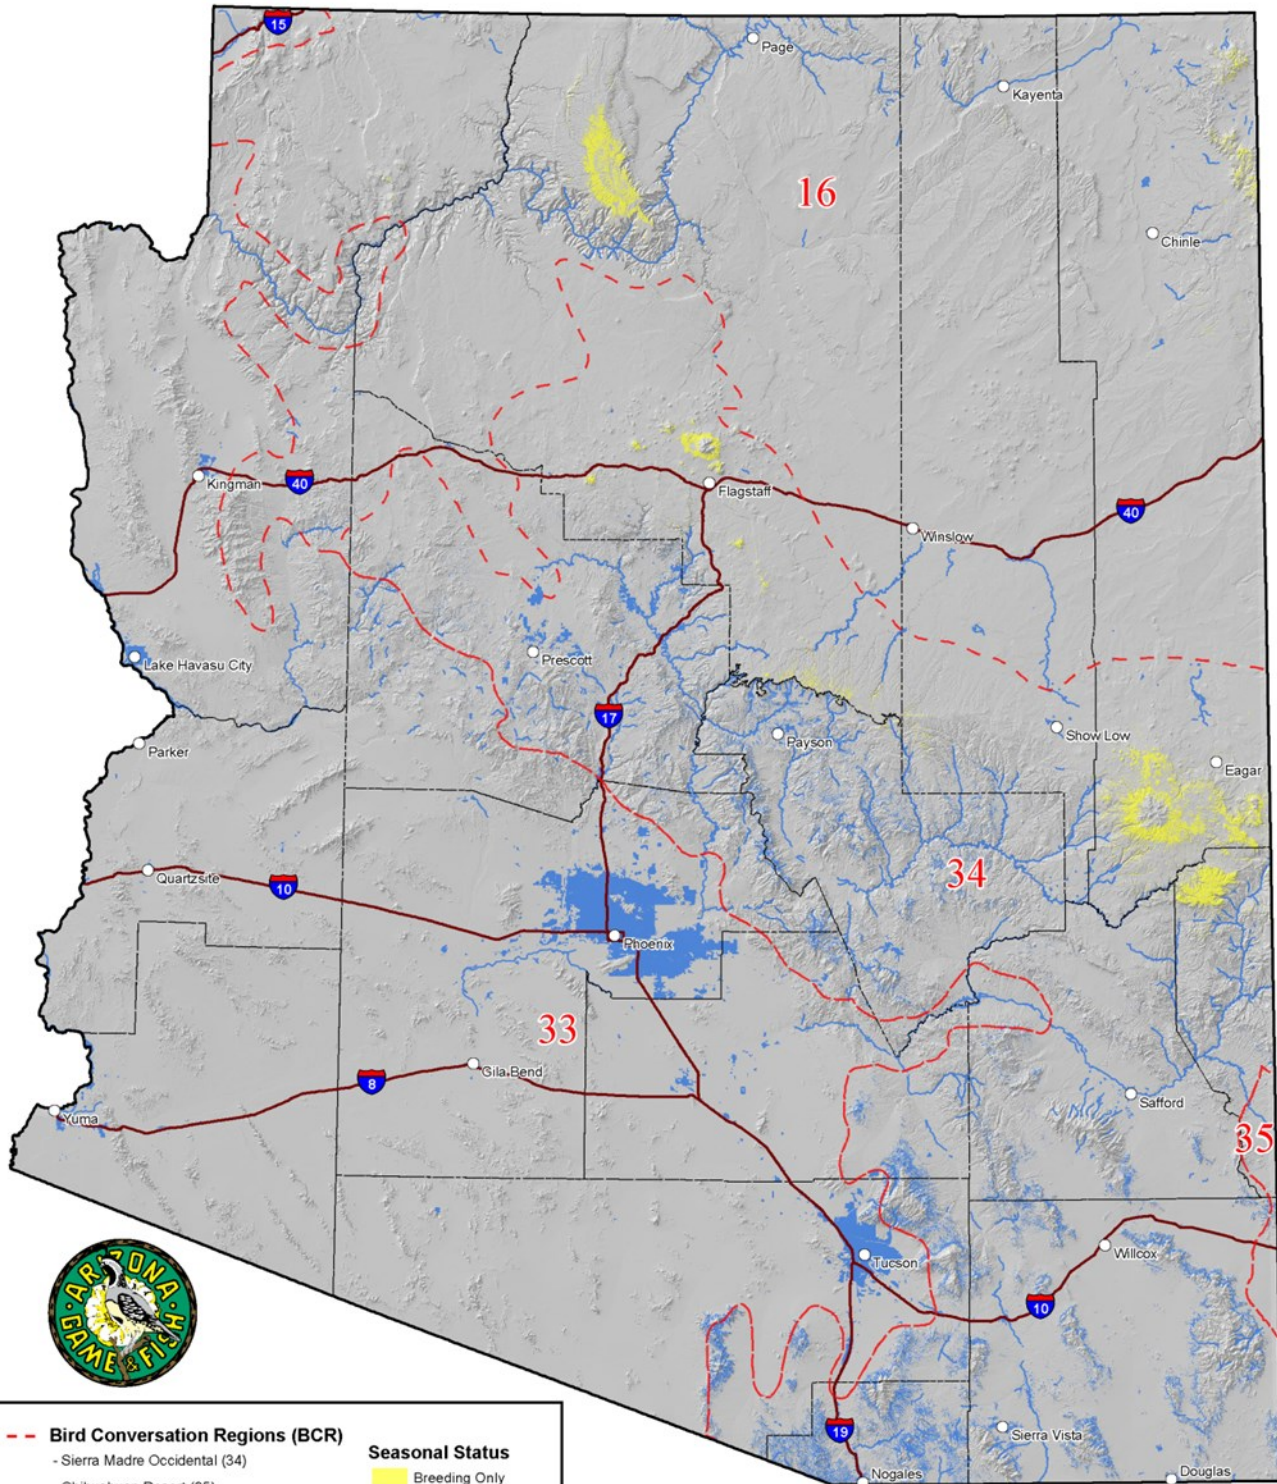 15
Page
Kayenta
16
Chinle
Kingman
40
Flagstaff
40
Winslow
Lake Havasu City
Prescott
17
Parker
Payson
Show Low
Eagar
Quartzsite
10
34
Phoenix
33
Gila Bend
8
Safford
Yuma
35
Tucson
Willcox
10
ARIZONA
GAME & FISH
Bird Conversation Regions (BCR)
- Sierra Madre Occidental (34)
Seasonal Status
Breeding Only
19
Sierra Vista
Nogales
Douglas